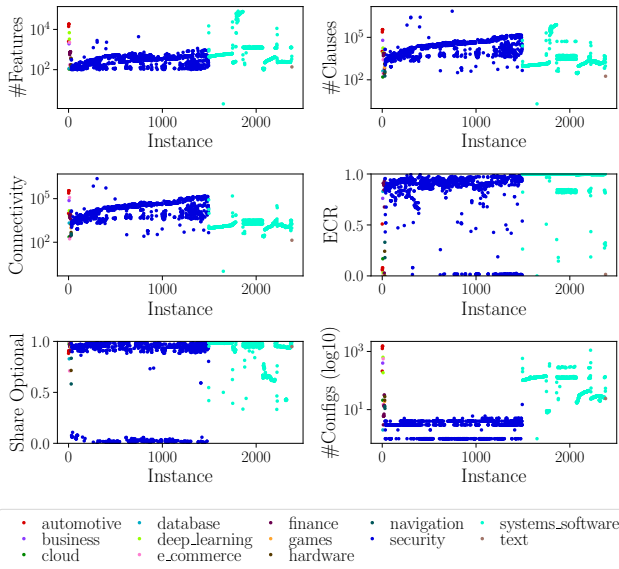 #Features
10^4
10^2
0
1000
2000
Instance
#Clauses
10^5
10^2
0
1000
2000
Instance
Connectivity
10^5
10^2
0
1000
2000
Instance
ECR
1.0
0.5
0.0
0
1000
2000
Instance
Share Optional
1.0
0.5
0.0
0
1000
2000
Instance
#Configs (log10)
10^3
10^1
0
1000
2000
Instance
automotive database finance navigation systems_software
business deep_learning games security text
cloud e_commerce hardware